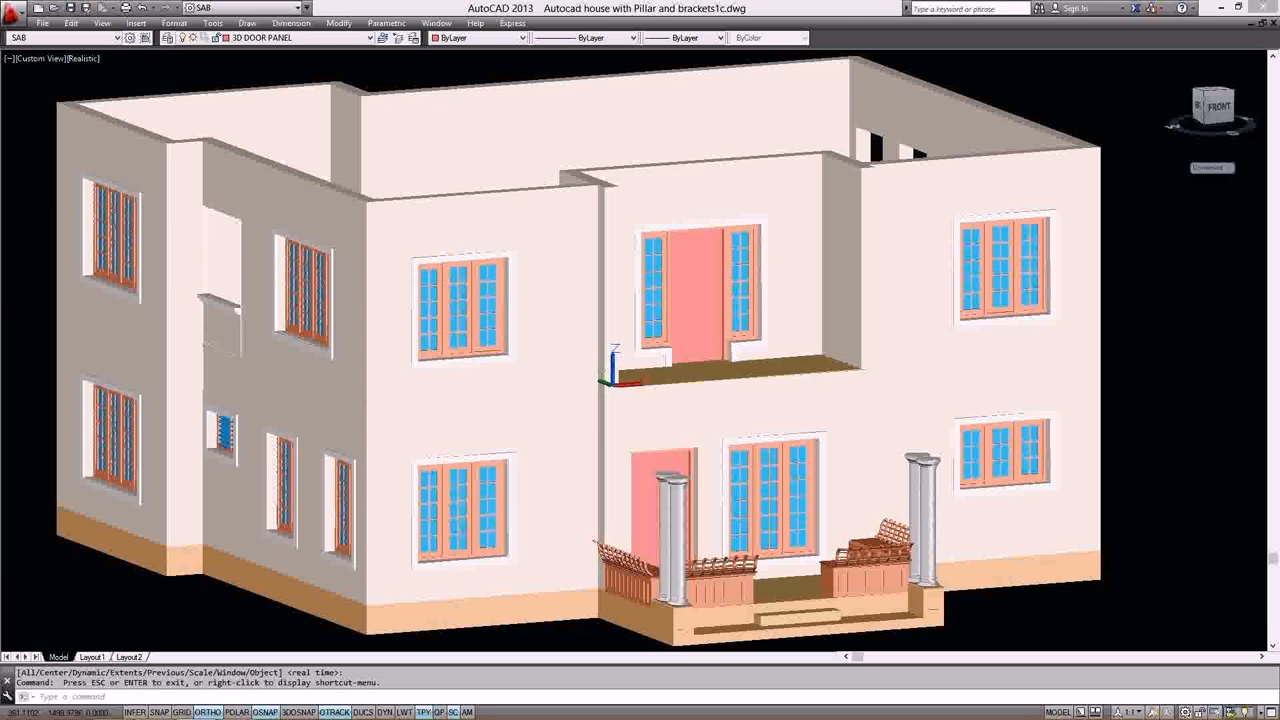 SAB
AutoCAD 2013 Autocad house with Pillar and brackets1c.dwg
Type a keyword or phrase
Sign In
File Edit View Insert Format Tools Draw Dimension Modify Parametric Window Help Express
SAB
3D DOOR PANEL
ByLayer
ByLayer
ByLayer
ByColor
[−][Custom View][Realistic]
FRONT
Z
Model Layout1 Layout2
[All/Center/Dynamic/Extents/Previous/Scale/Window/Object] <real time>:
Command: Press ESC or ENTER to exit, or right-click to display shortcut-menu.
Type a command
INFER SNAP GRID ORTHO POLAR OSNAP 3DOSNAP OTRACK DUCS DYN LWT TPY QP SC AM
MODEL
1:1